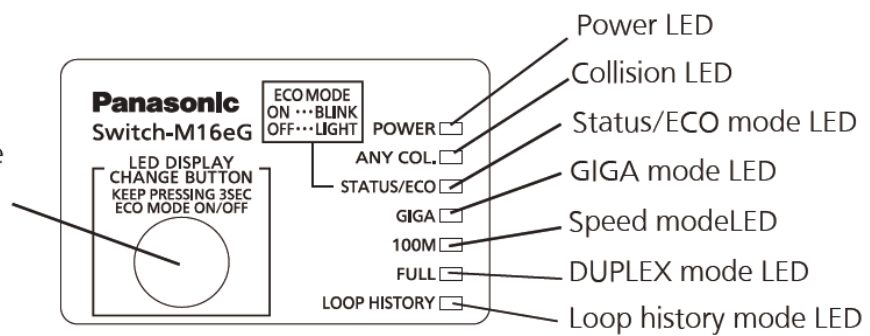 Panasonic
Switch-M16eG
ECO MODE
ON ･･･BLINK
OFF･･･LIGHT
LED DISPLAY
CHANGE BUTTON
KEEP PRESSING 3SEC
ECO MODE ON/OFF
POWER
ANY COL.
STATUS/ECO
GIGA
100M
FULL
LOOP HISTORY
Power LED
Collision LED
Status/ECO mode LED
GIGA mode LED
Speed modeLED
DUPLEX mode LED
Loop history mode LED